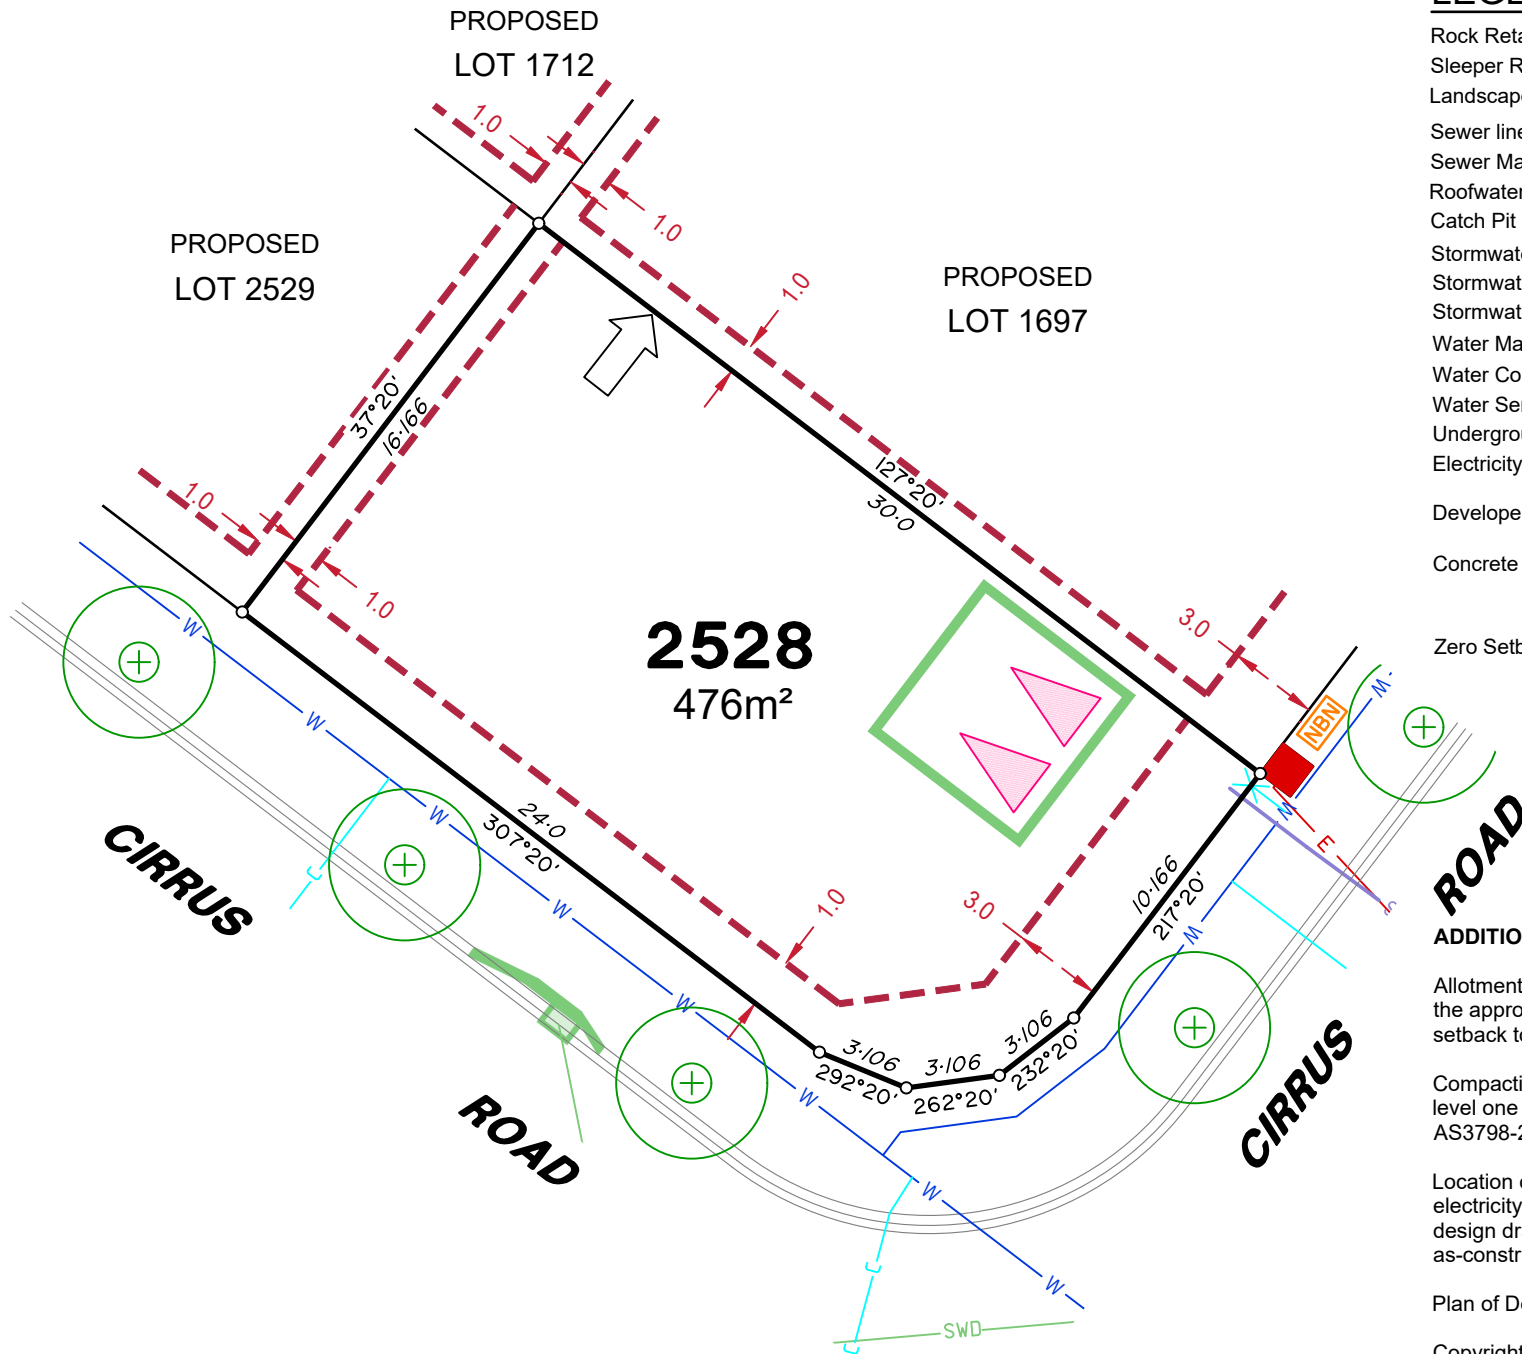 PROPOSED
LOT 1712
1.0
1.0
PROPOSED
LOT 2529
PROPOSED
LOT 1697
1.0
37°20'
16·166
127°20'
30·0
1.0
1.0
3.0
2528
476m²
NBN
W
W
W
W
W
W
W
W
W
W
W
E
24·0
307°20'
1.0
3.0
10·166
217°20'
3·106
292°20'
3·106
262°20'
3·106
232°20'
CIRRUS
ROAD
CIRRUS
ROAD
SWD
Rock Reta
Sleeper R
Landscap
Sewer line
Sewer Ma
Roofwater
Catch Pit
Stormwat
Stormwat
Stormwat
Water Ma
Water Co
Water Ser
Undergrou
Electricity
Develope
Concrete
Zero Setb
ADDITIO
Allotment
the appro
setback to
Compacti
level one
AS3798-2
Location o
electricity
design dr
as-constr
Plan of De
Copyright